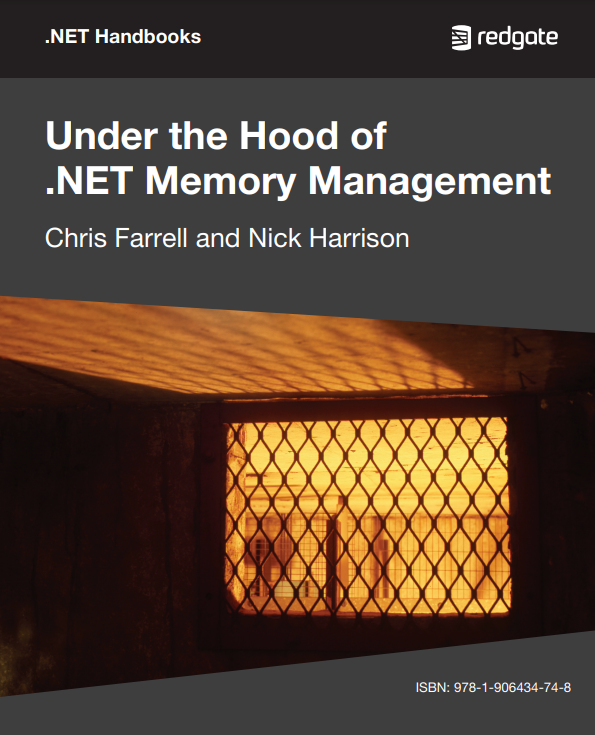 .NET Handbooks
redgate
Under the Hood of
.NET Memory Management
Chris Farrell and Nick Harrison
ISBN: 978-1-906434-74-8